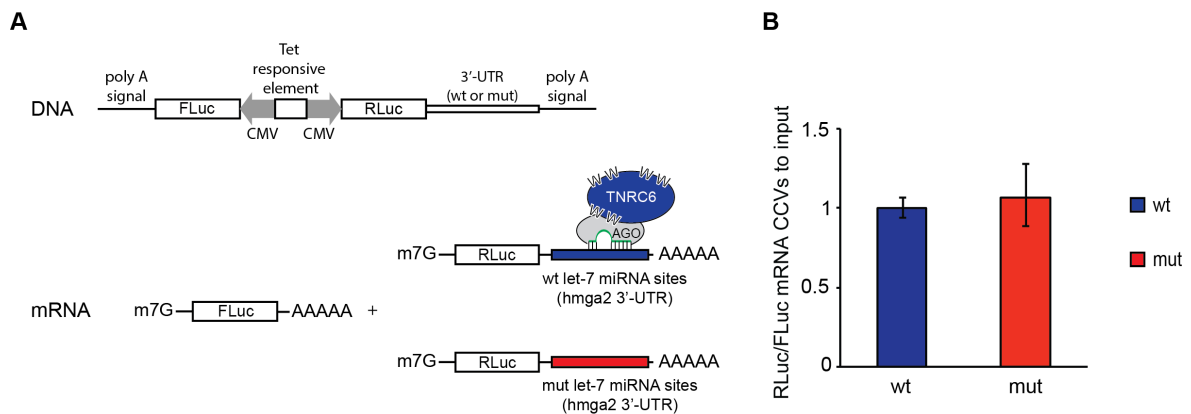 A
Tet
responsive
element
poly A
signal
3′-UTR
(wt or mut)
poly A
signal
DNA
FLuc
RLuc
CMV
CMV
W W W W
TNRC6
W W
AGO
m7G
RLuc
AAAAA
wt let-7 miRNA sites
(hmga2 3′-UTR)
mRNA
m7G
FLuc
AAAAA
+
m7G
RLuc
AAAAA
mut let-7 miRNA sites
(hmga2 3′-UTR)
B
RLuc/FLuc mRNA CCVs to input
1.5
1
0.5
0
wt
mut
wt
mut